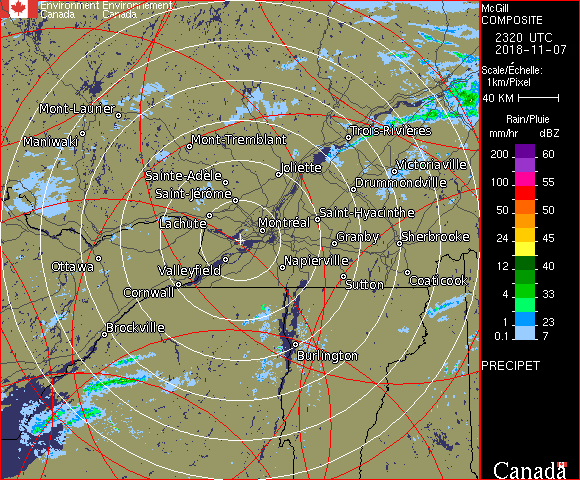 Environment Environnement
Canada Canada
McGill
COMPOSITE
2320 UTC
2018-11-07
Scale/Échelle:
1km/Pixel
40 KM
Rain/Pluie
mm/hr dBZ
200 60
100 55
50 50
24 45
12 40
4 33
1 23
0.1 7
PRECIPET
Canada
Mont-Laurier
Maniwaki
Mont-Tremblant
Trois-Rivières
Sainte-Adèle
Joliette
Victoriaville
Saint-Jérôme
Drummondville
Lachute
Montréal
Saint-Hyacinthe
Granby
Sherbrooke
Ottawa
Valleyfield
Napierville
Cornwall
Sutton
Coaticook
Brockville
Burlington